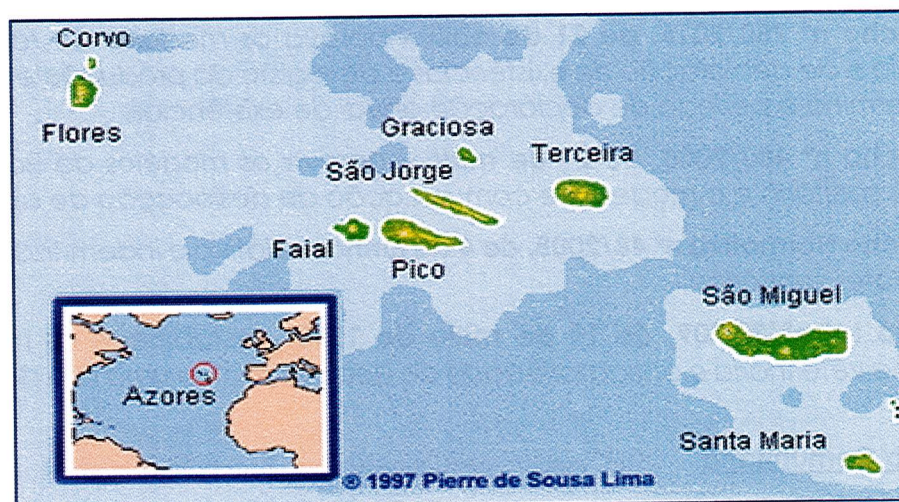 Corvo
Flores
Graciosa
São Jorge
Terceira
Faial
Pico
São Miguel
Azores
Santa Maria
® 1997 Pierre de Sousa Lima